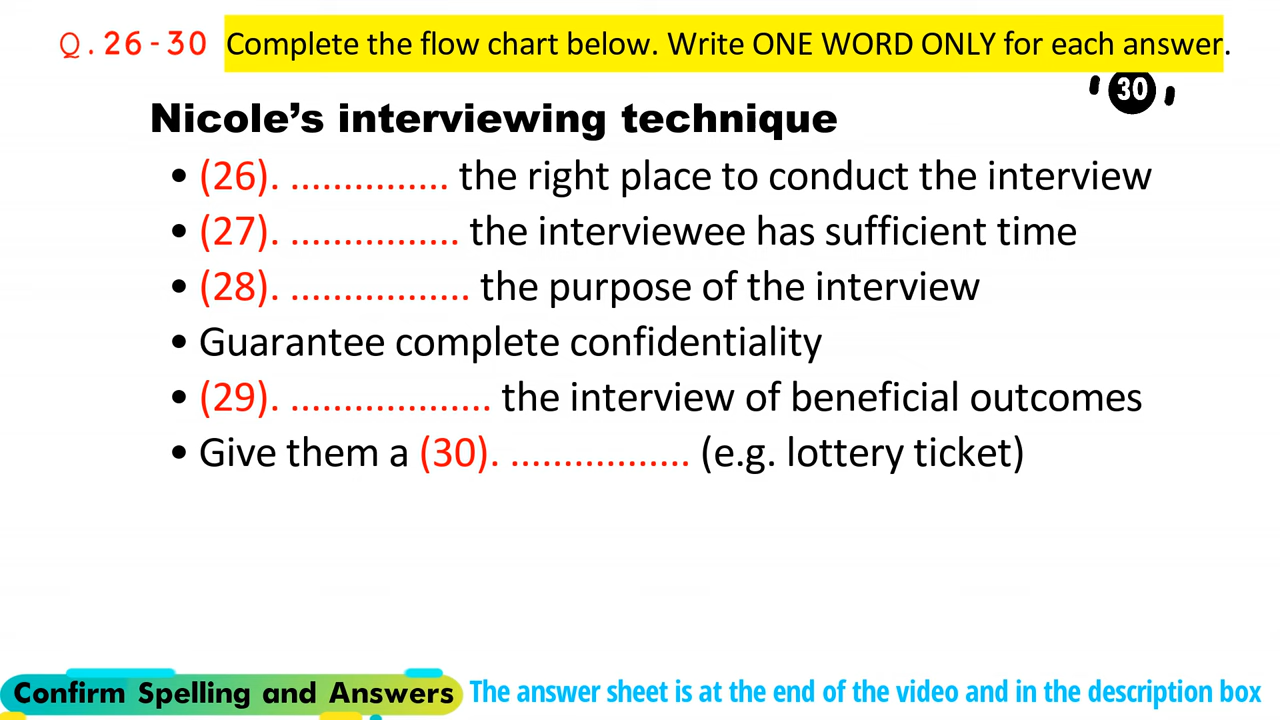 Q.26-30 Complete the flow chart below. Write ONE WORD ONLY for each answer.
30
Nicole's interviewing technique
• (26). ............... the right place to conduct the interview
• (27). ................ the interviewee has sufficient time
• (28). ................. the purpose of the interview
• Guarantee complete confidentiality
• (29). ................... the interview of beneficial outcomes
• Give them a (30). ................. (e.g. lottery ticket)
Confirm Spelling and Answers The answer sheet is at the end of the video and in the description box